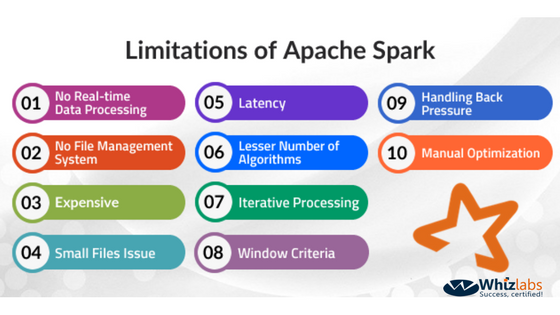 Limitations of Apache Spark
01
No Real-time
Data Processing
02
No File Management
System
03
Expensive
04
Small Files Issue
05
Latency
06
Lesser Number of
Algorithms
07
Iterative Processing
08
Window Criteria
09
Handling Back
Pressure
10
Manual Optimization
Whizlabs
Success, certified!